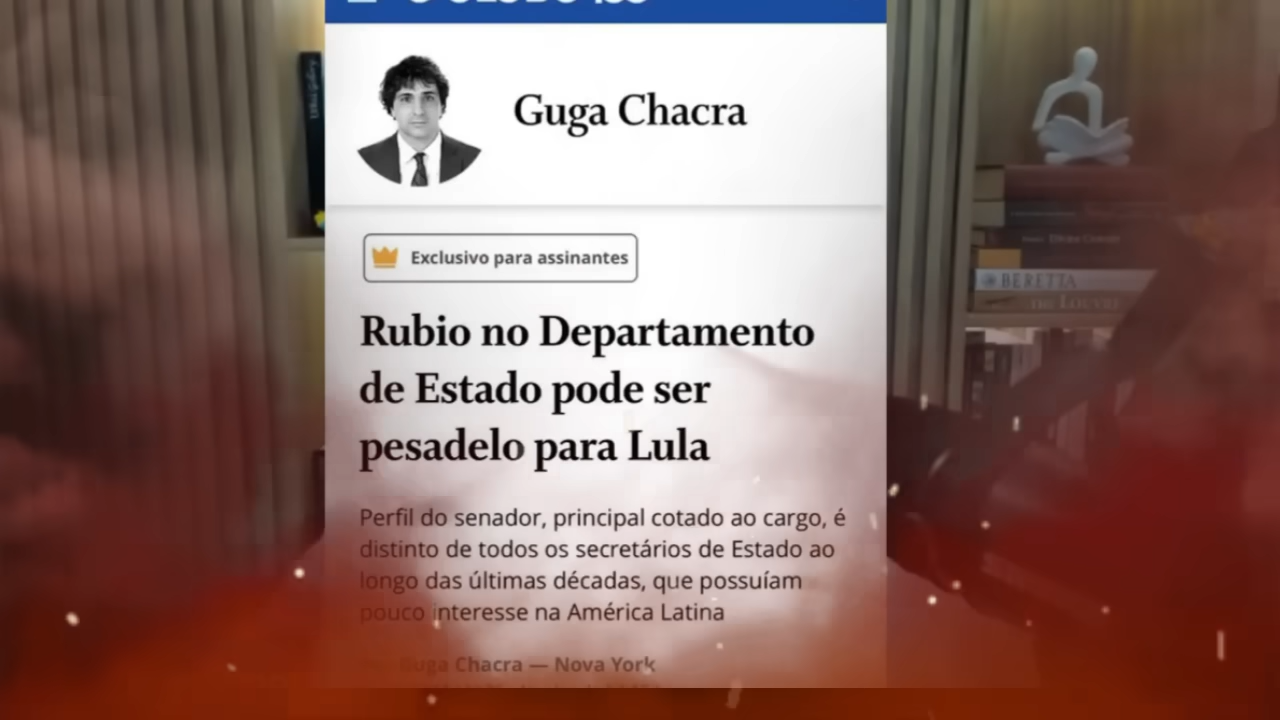 Guga Chacra
Exclusivo para assinantes
Rubio no Departamento
de Estado pode ser
pesadelo para Lula
Perfil do senador, principal cotado ao cargo, é
distinto de todos os secretários de Estado ao
longo das últimas décadas, que possuíam
pouco interesse na América Latina
Guga Chacra — Nova York
BERETTA